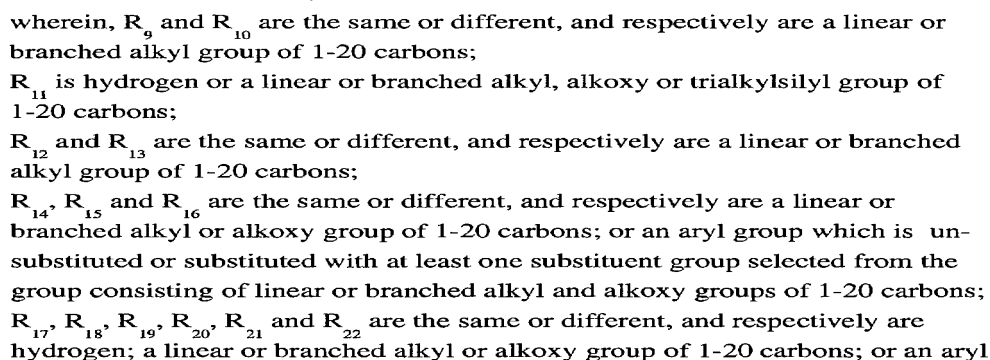 wherein, R₉ and R₁₀ are the same or different, and respectively are a linear or
branched alkyl group of 1-20 carbons;
R₁₁ is hydrogen or a linear or branched alkyl, alkoxy or trialkylsilyl group of
1-20 carbons;
R₁₂ and R₁₃ are the same or different, and respectively are a linear or branched
alkyl group of 1-20 carbons;
R₁₄, R₁₅ and R₁₆ are the same or different, and respectively are a linear or
branched alkyl or alkoxy group of 1-20 carbons; or an aryl group which is un-
substituted or substituted with at least one substituent group selected from the
group consisting of linear or branched alkyl and alkoxy groups of 1-20 carbons;
R₁₇, R₁₈, R₁₉, R₂₀, R₂₁ and R₂₂ are the same or different, and respectively are
hydrogen; a linear or branched alkyl or alkoxy group of 1-20 carbons; or an aryl